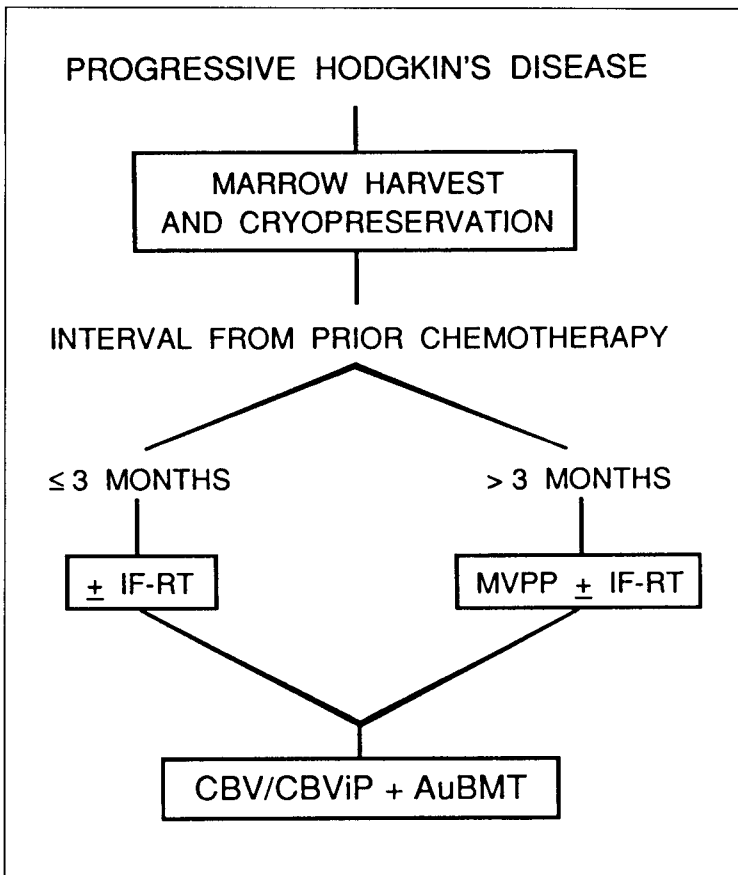 PROGRESSIVE HODGKIN'S DISEASE
MARROW HARVEST
AND CRYOPRESERVATION
INTERVAL FROM PRIOR CHEMOTHERAPY
≤ 3 MONTHS
> 3 MONTHS
± IF-RT
MVPP ± IF-RT
CBV/CBViP + AuBMT